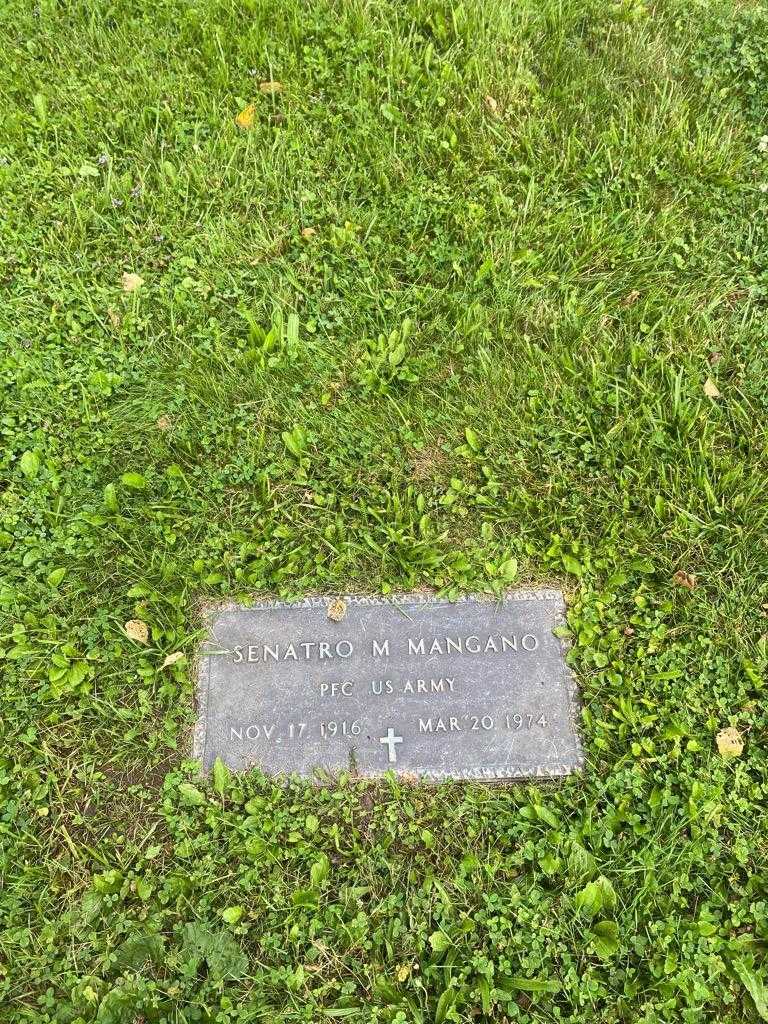 SENATRO M MANGANO
PFC US ARMY
NOV 17 1916 MAR 20 1974